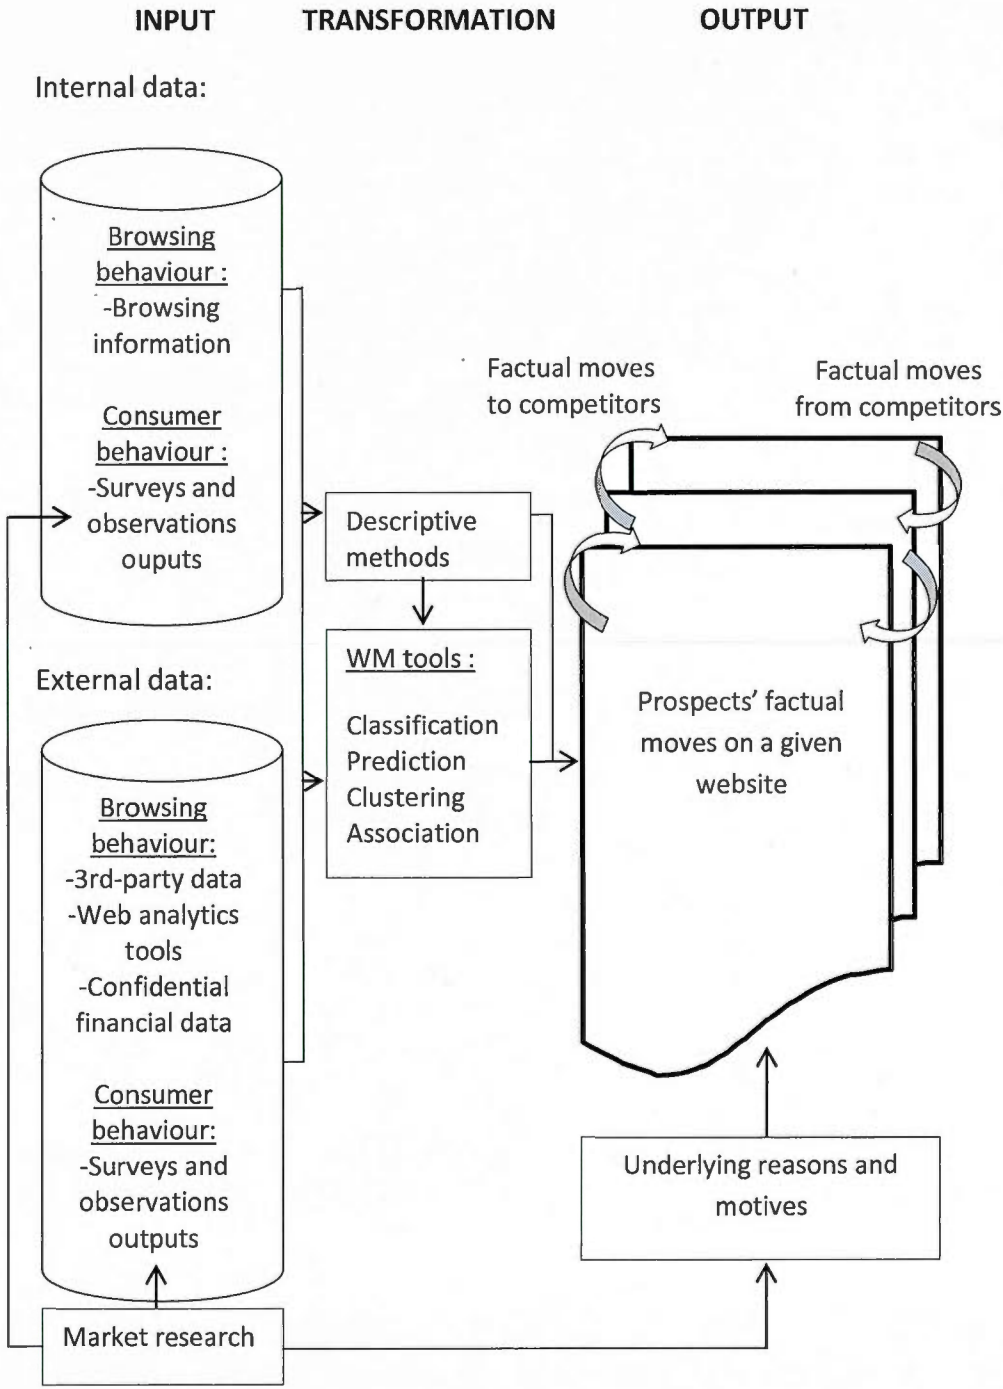 INPUT
TRANSFORMATION
OUTPUT
Internal data:
Browsing
behaviour :
-Browsing
information
Consumer
behaviour :
-Surveys and
observations
ouputs
External data:
Browsing
behaviour:
-3rd-party data
-Web analytics
tools
-Confidential
financial data
Consumer
behaviour:
-Surveys and
observations
outputs
Market research
Descriptive
methods
WM tools :
Classification
Prediction
Clustering
Association
Factual moves
to competitors
Factual moves
from competitors
Prospects’ factual
moves on a given
website
Underlying reasons and
motives